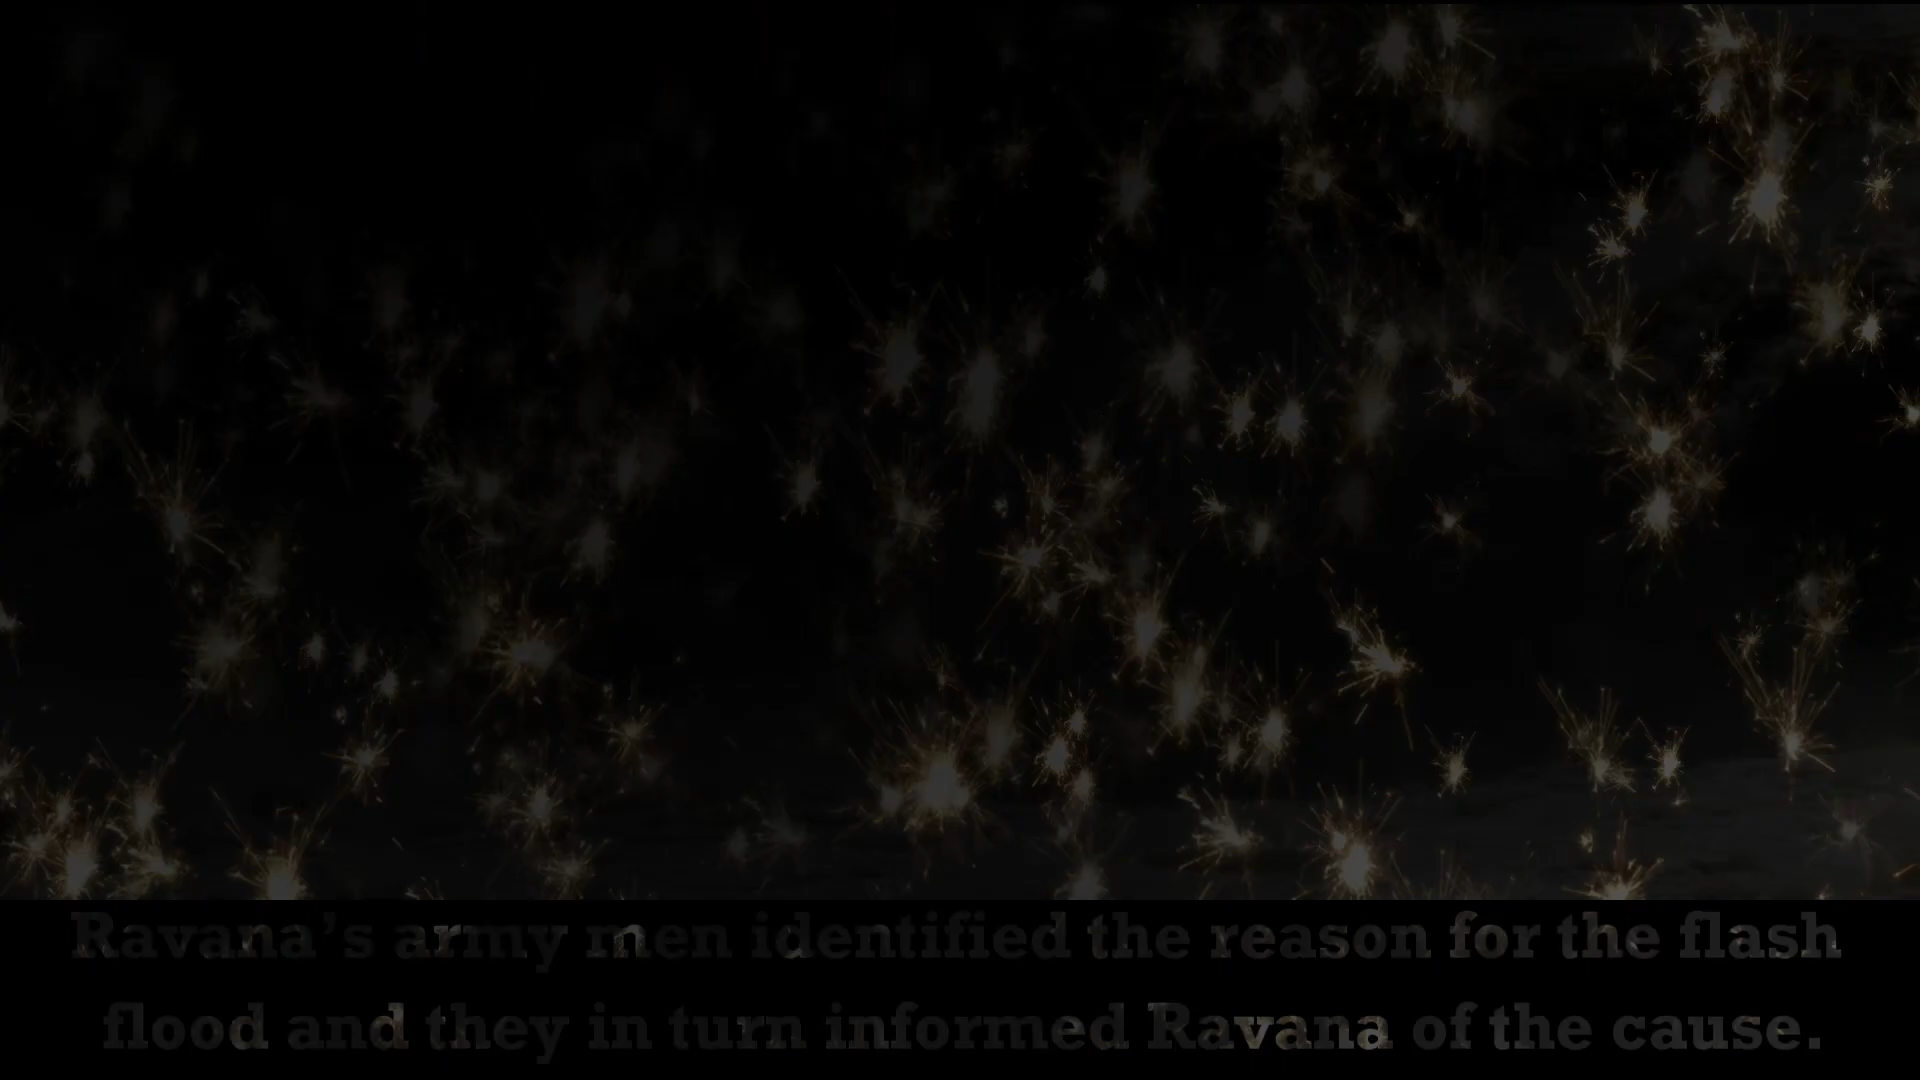 Ravana’s army men identified the reason for the flash
flood and they in turn informed Ravana of the cause.